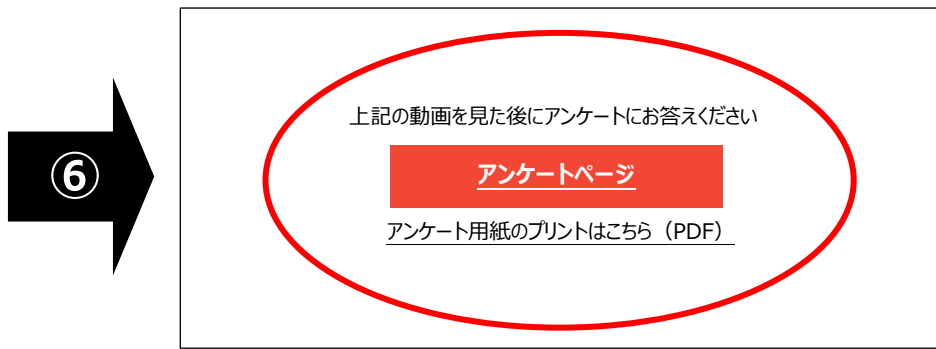 ⑥
上記の動画を見た後にアンケートにお答えください
アンケートページ
アンケート用紙のプリントはこちら（PDF）